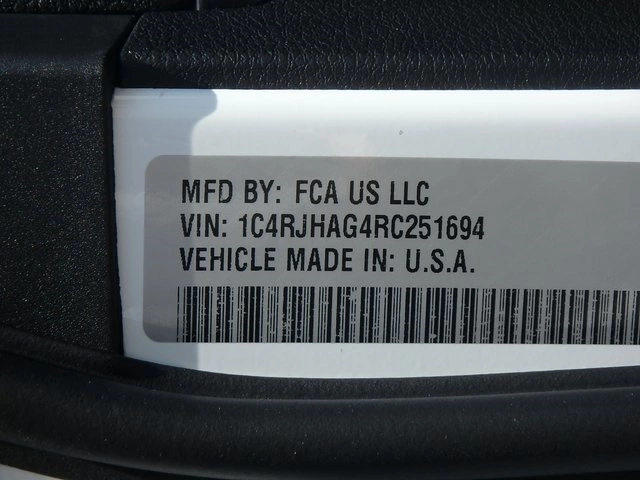 MFD BY: FCA US LLC
VIN: 1C4RJHAG4RC251694
VEHICLE MADE IN: U.S.A.